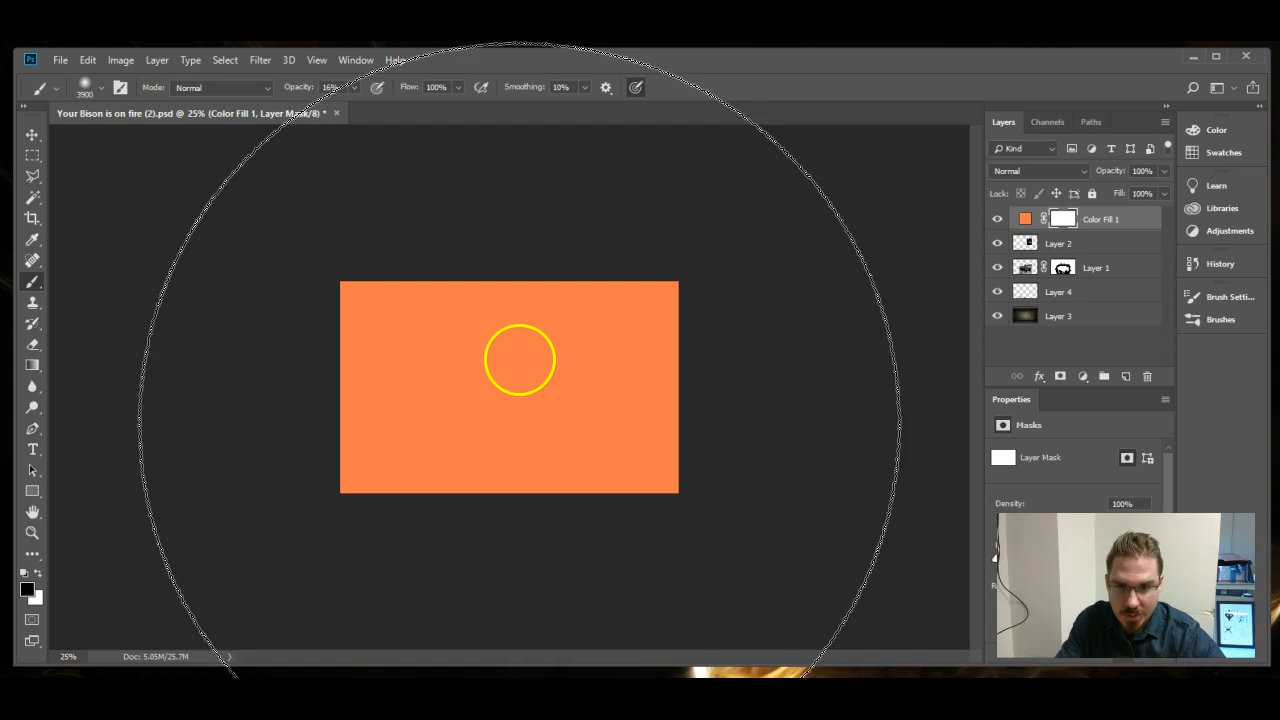 Ps File Edit Image Layer Type Select Filter 3D View Window Help
3900 Mode: Normal Opacity: 16% Flow: 100% Smoothing: 10%
Your Bison is on fire (2).psd @ 25% (Color Fill 1, Layer Mask/8) * ×
Layers Channels Paths
Kind
Normal Opacity: 100%
Lock: Fill: 100%
Color Fill 1
Layer 2
Layer 1
Layer 4
Layer 3
fx
Properties
Masks
Layer Mask
Density: 100%
Color
Swatches
Learn
Libraries
Adjustments
History
Brush Setti...
Brushes
25% Doc: 5.05M/25.7M